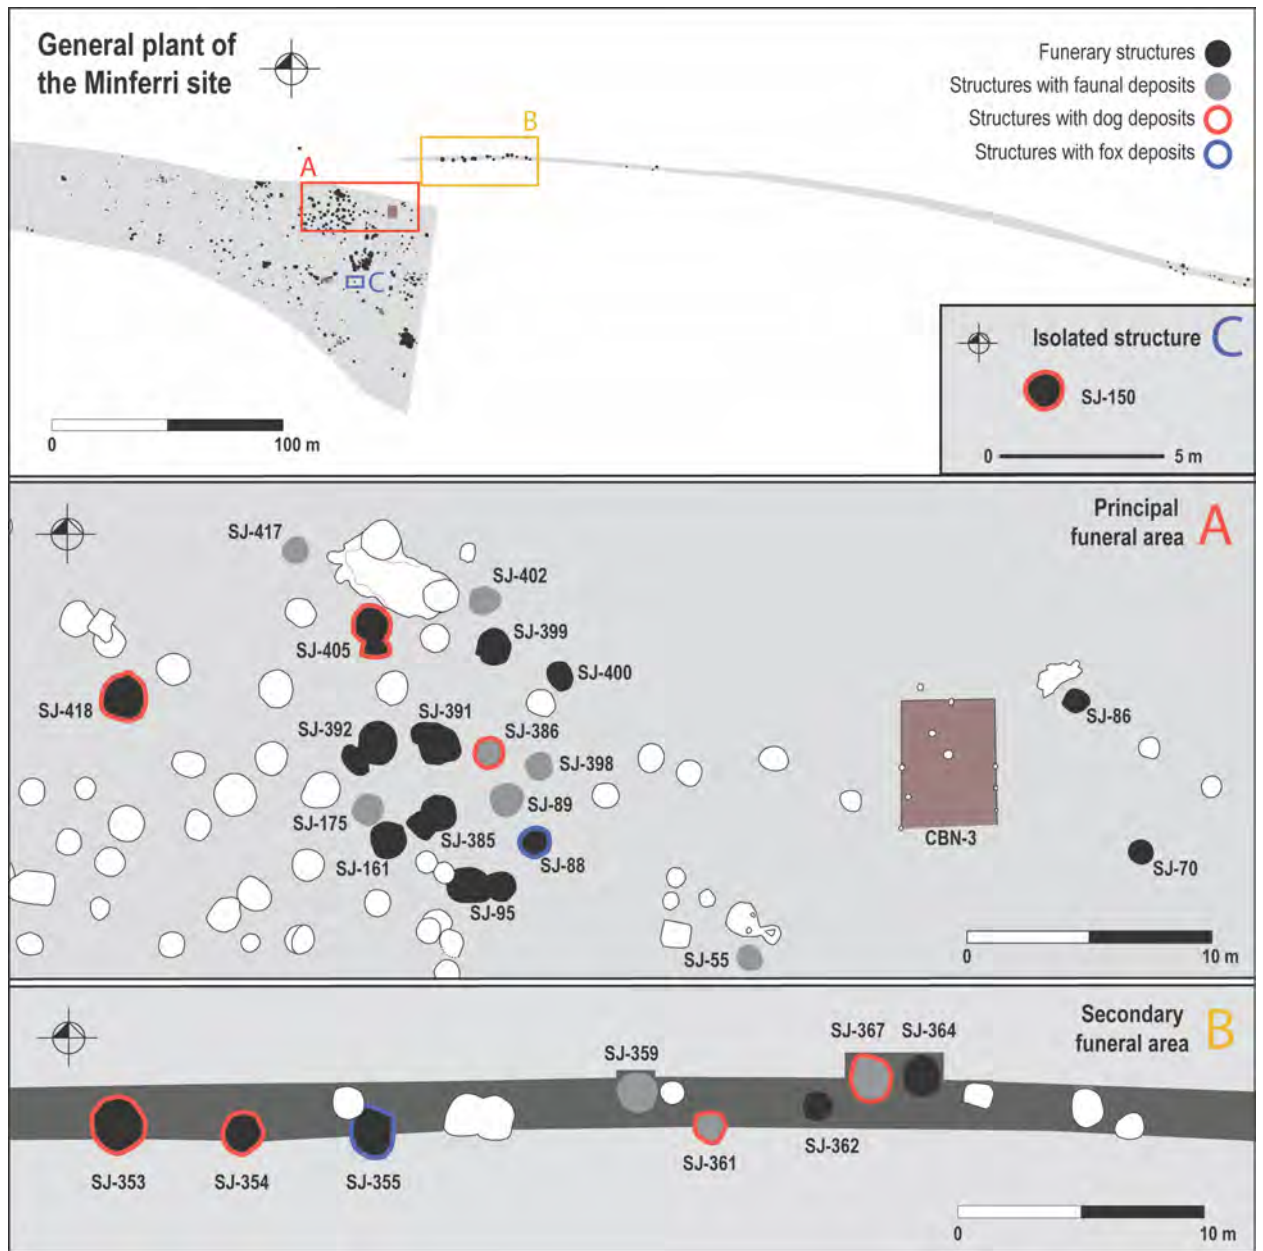 General plant of
the Minferri site
Funerary structures
Structures with faunal deposits
Structures with dog deposits
Structures with fox deposits
A
B
C
0
100 m
Isolated structure C
SJ-150
0
5 m
Principal
funeral area
A
SJ-417
SJ-402
SJ-399
SJ-405
SJ-400
SJ-418
SJ-392
SJ-391
SJ-386
SJ-86
SJ-398
SJ-89
SJ-175
SJ-385
CBN-3
SJ-161
SJ-88
SJ-70
SJ-95
SJ-55
0
10 m
Secondary
funeral area
B
SJ-367
SJ-364
SJ-359
SJ-362
SJ-361
SJ-353
SJ-354
SJ-355
0
10 m